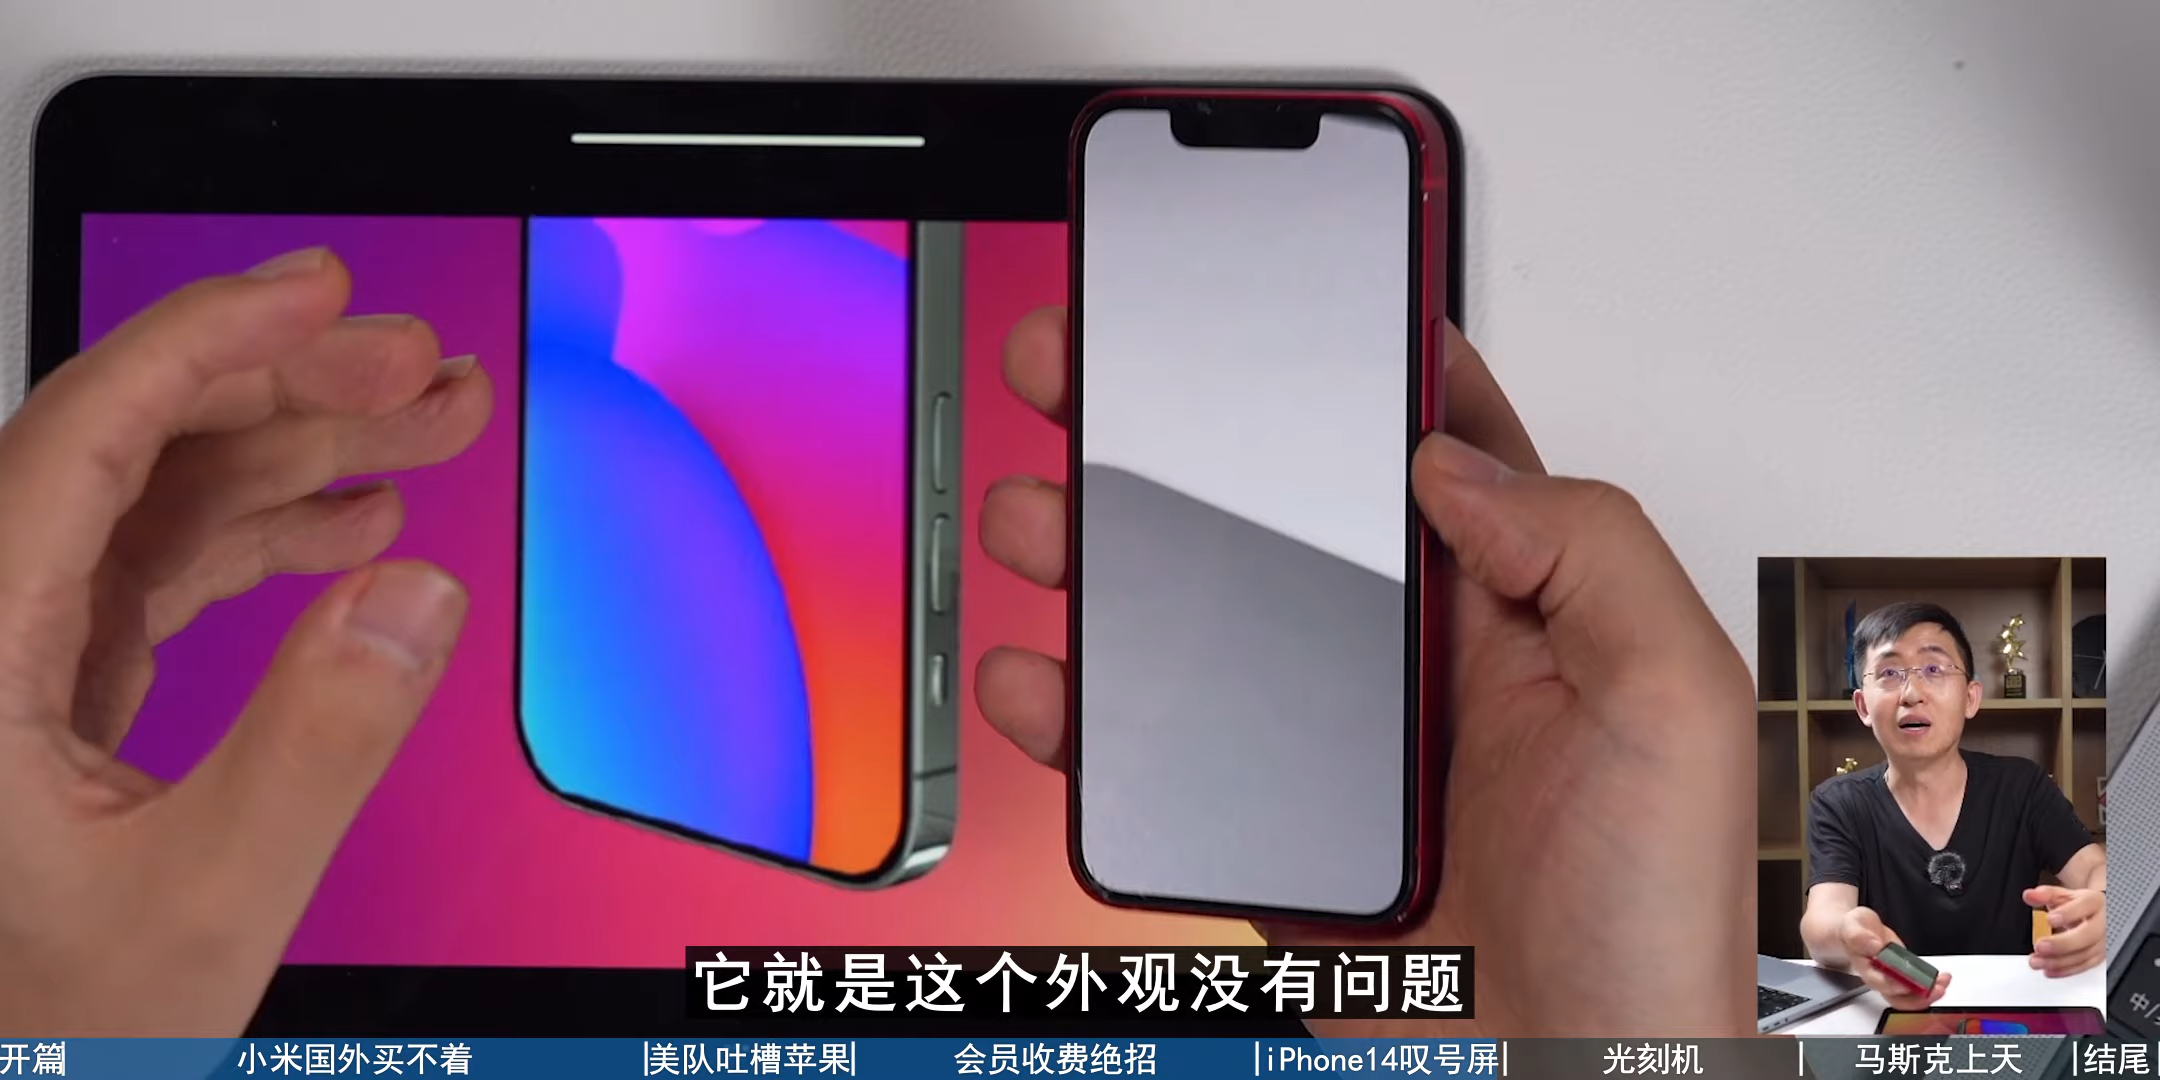 中/
它就是这个外观没有问题
开篇| 小米国外买不着 |美队吐槽苹果| 会员收费绝招 |iPhone14叹号屏| 光刻机 | 马斯克上天 |结尾|